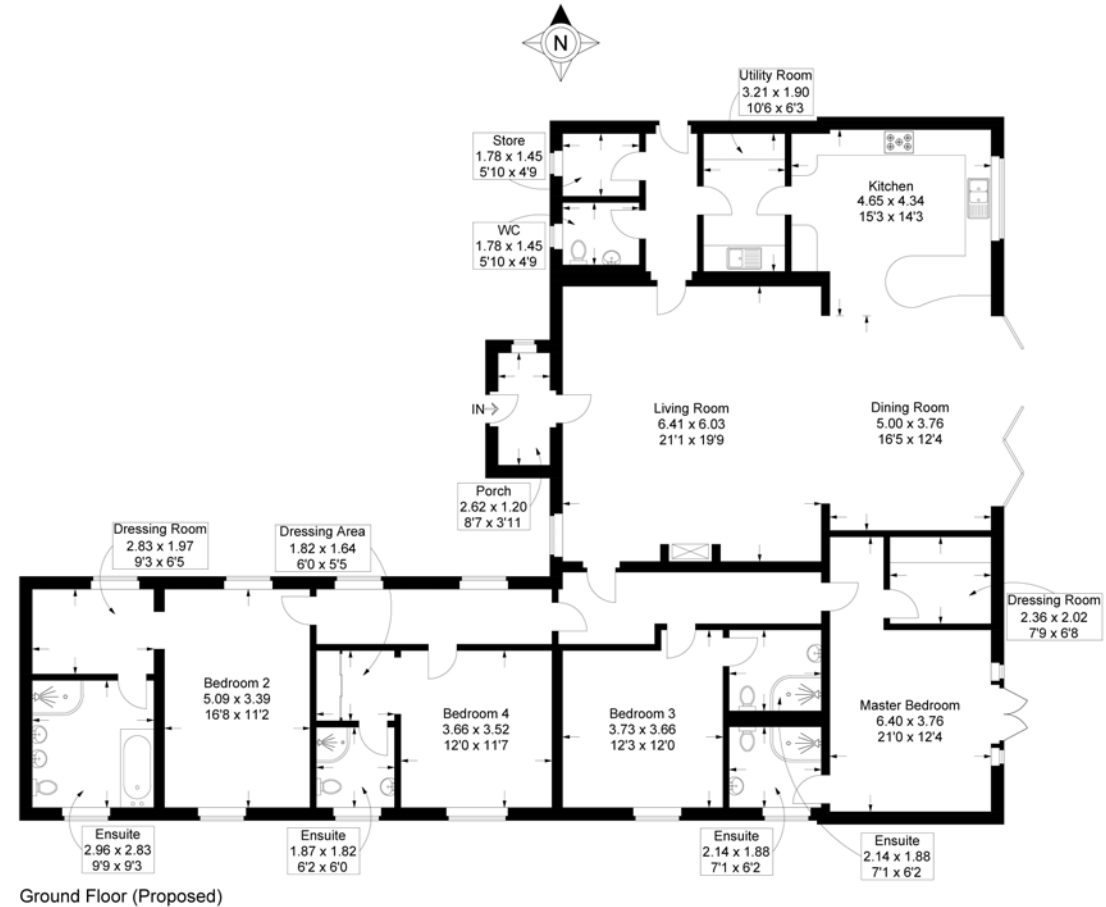 N
Utility Room
3.21 x 1.90
10'6 x 6'3
Store
1.78 x 1.45
5'10 x 4'9
Kitchen
4.65 x 4.34
15'3 x 14'3
WC
1.78 x 1.45
5'10 x 4'9
IN
Living Room
6.41 x 6.03
21'1 x 19'9
Dining Room
5.00 x 3.76
16'5 x 12'4
Porch
2.62 x 1.20
8'7 x 3'11
Dressing Room
2.83 x 1.97
9'3 x 6'5
Dressing Area
1.82 x 1.64
6'0 x 5'5
Dressing Room
2.36 x 2.02
7'9 x 6'8
Bedroom 2
5.09 x 3.39
16'8 x 11'2
Bedroom 4
3.66 x 3.52
12'0 x 11'7
Bedroom 3
3.73 x 3.66
12'3 x 12'0
Master Bedroom
6.40 x 3.76
21'0 x 12'4
Ensuite
2.96 x 2.83
9'9 x 9'3
Ensuite
1.87 x 1.82
6'2 x 6'0
Ensuite
2.14 x 1.88
7'1 x 6'2
Ensuite
2.14 x 1.88
7'1 x 6'2
Ground Floor (Proposed)